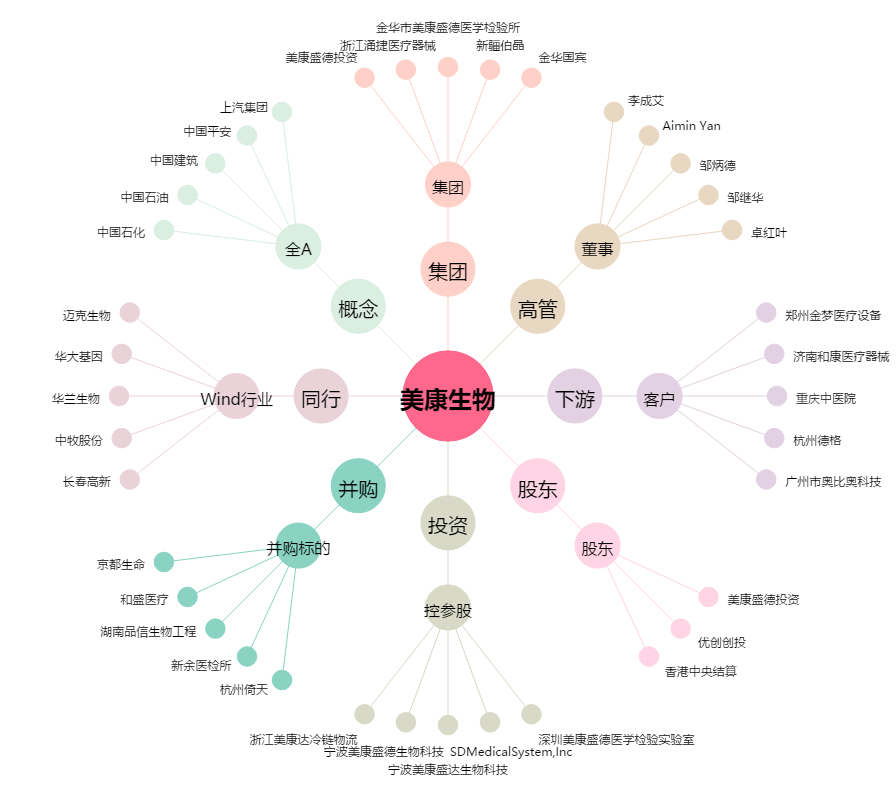 金华市美康盛德医学检验所
浙江涌捷医疗器械
新疆伯晶
美康盛德投资
金华国宾
集团
集团
上汽集团
中国平安
中国建筑
中国石油
中国石化
全A
概念
李成艾
Aimin Yan
邹炳德
邹继华
卓红叶
董事
高管
迈克生物
华大基因
华兰生物
中牧股份
长春高新
Wind行业
同行
美康生物
下游
客户
郑州金梦医疗设备
济南和康医疗器械
重庆中医院
杭州德格
广州市奥比奥科技
并购
并购标的
京都生命
和盛医疗
湖南品信生物工程
新余医检所
杭州倚天
投资
控参股
浙江美康达冷链物流
宁波美康盛德生物科技
宁波美康盛达生物科技
SDMedicalSystem,Inc
深圳美康盛德医学检验实验室
股东
股东
美康盛德投资
优创创投
香港中央结算